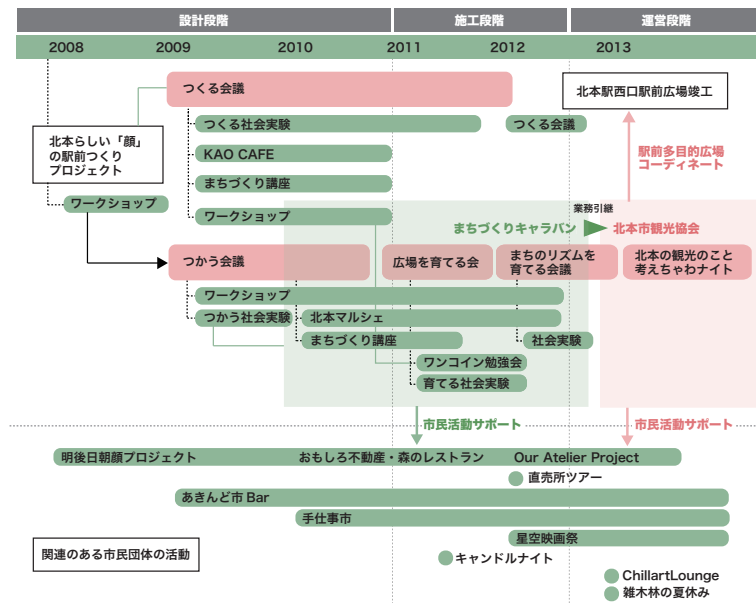 設計段階
施工段階
運営段階
2008
2009
2010
2011
2012
2013
つくる会議
北本駅西口駅前広場竣工
つくる社会実験
つくる会議
北本らしい「顔」
の駅前つくり
プロジェクト
KAO CAFE
駅前多目的広場
コーディネート
まちづくり講座
ワークショップ
ワークショップ
業務引継
まちづくりキャラバン
北本市観光協会
つかう会議
広場を育てる会
まちのリズムを
育てる会議
北本の観光のこと
考えちゃわナイト
ワークショップ
つかう社会実験
北本マルシェ
まちづくり講座
社会実験
ワンコイン勉強会
育てる社会実験
市民活動サポート
市民活動サポート
明後日朝顔プロジェクト
おもしろ不動産・森のレストラン
Our Atelier Project
直売所ツアー
あきんど市 Bar
手仕事市
星空映画祭
関連のある市民団体の活動
キャンドルナイト
ChillartLounge
雑木林の夏休み